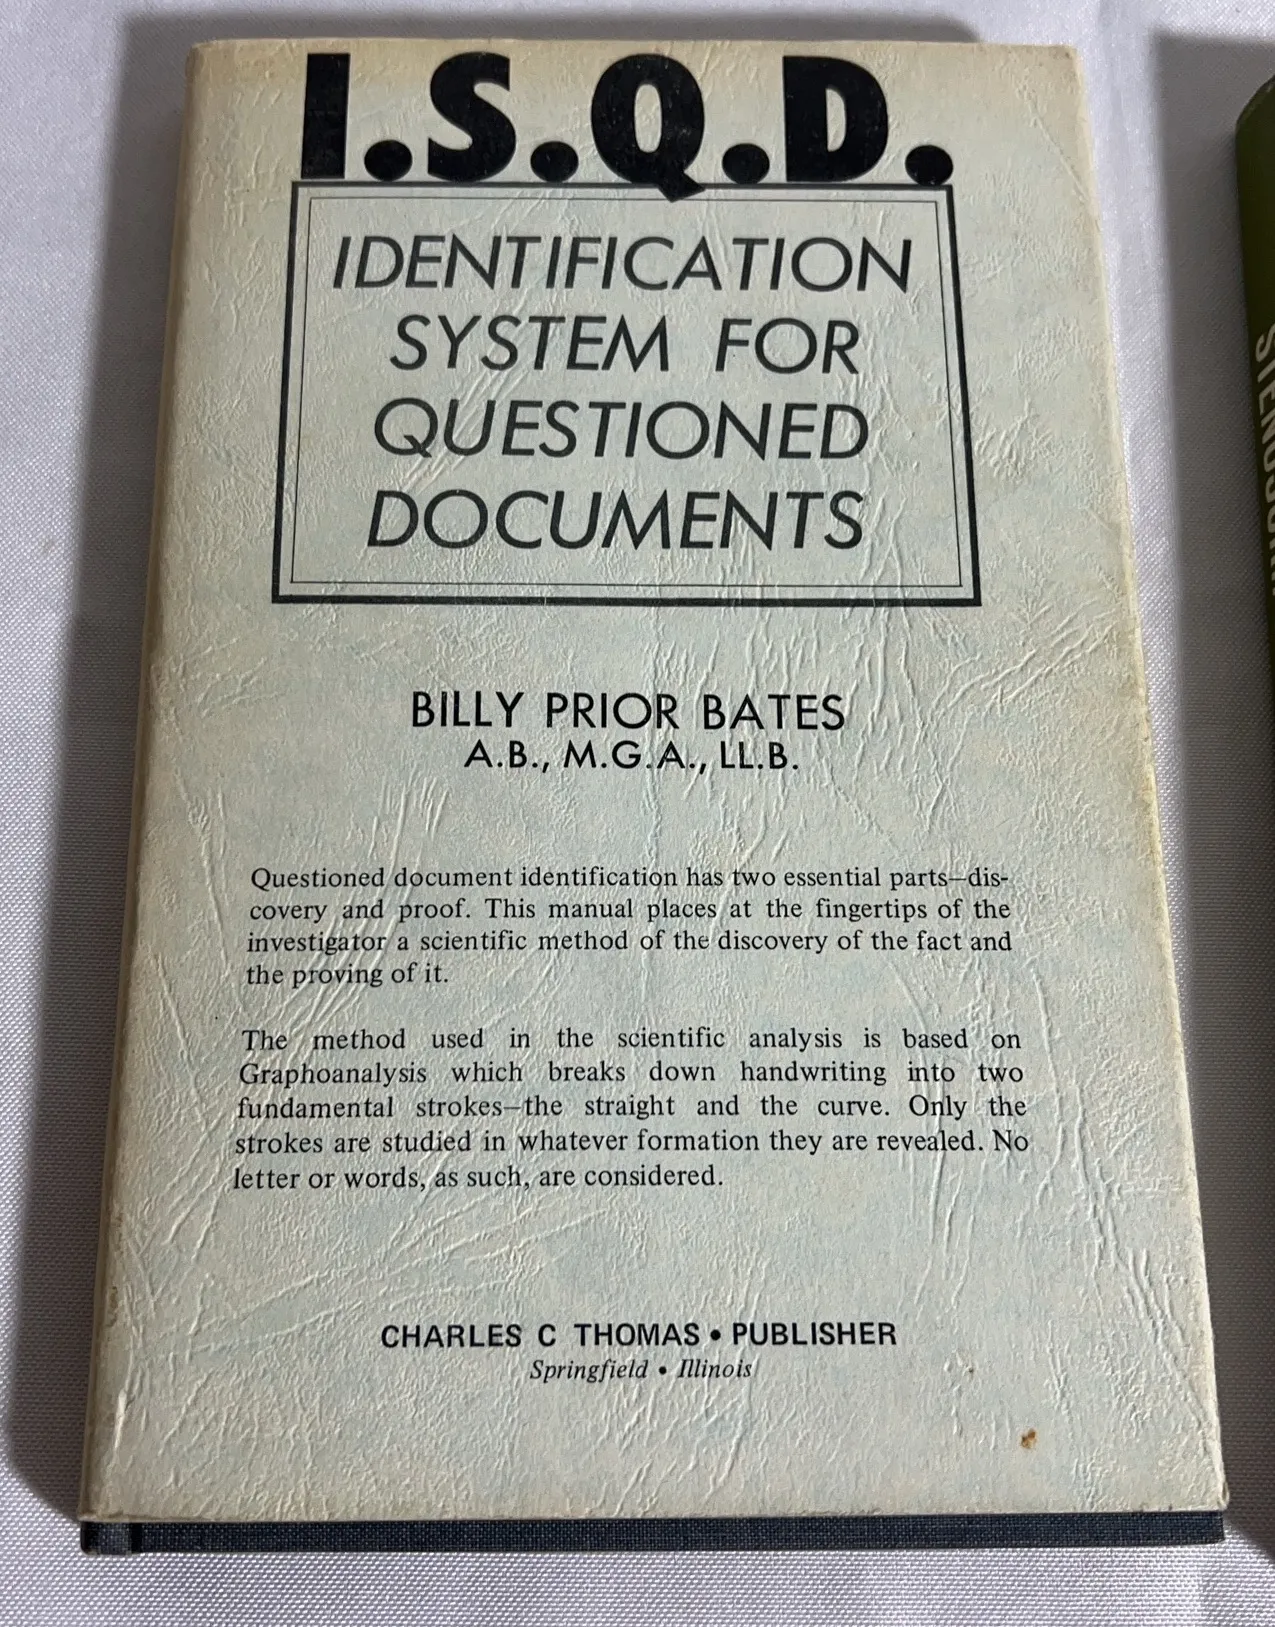 I.S.Q.D.
IDENTIFICATION
SYSTEM FOR
QUESTIONED
DOCUMENTS
BILLY PRIOR BATES
A.B., M.G.A., LL.B.
Questioned document identification has two essential parts—dis-
covery and proof. This manual places at the fingertips of the
investigator a scientific method of the discovery of the fact and
the proving of it.
The method used in the scientific analysis is based on
Graphoanalysis which breaks down handwriting into two
fundamental strokes—the straight and the curve. Only the
strokes are studied in whatever formation they are revealed. No
letter or words, as such, are considered.
CHARLES C THOMAS • PUBLISHER
Springfield • Illinois